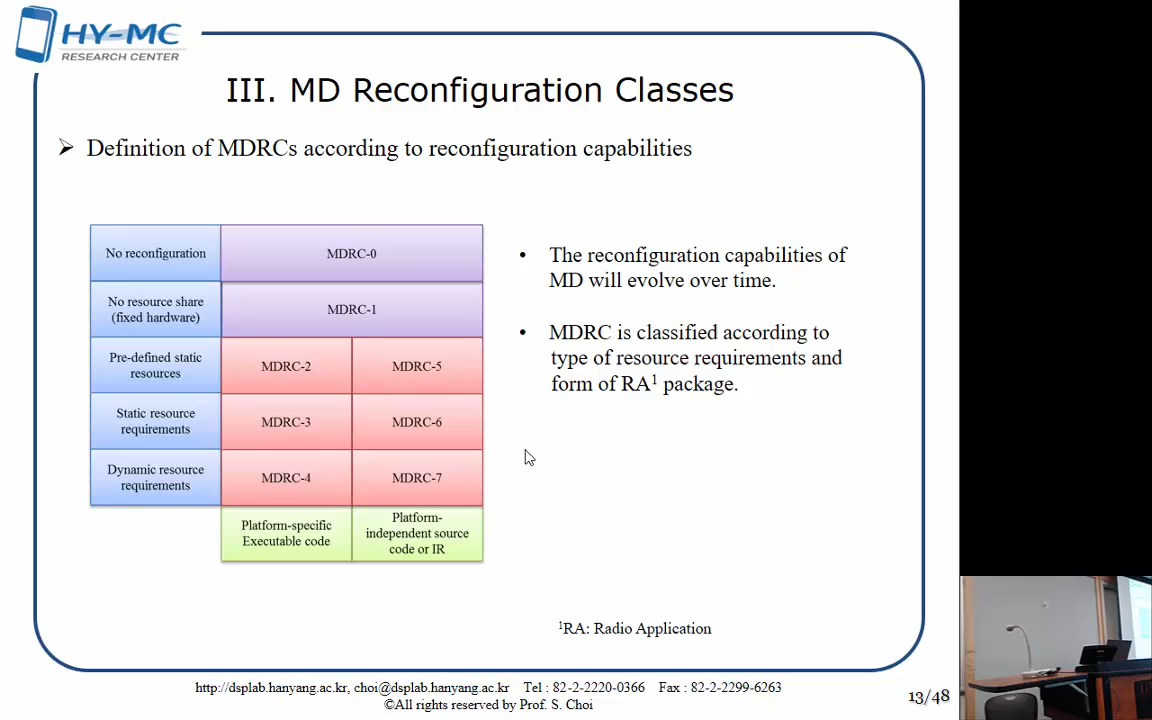 HY-MC
RESEARCH CENTER
III. MD Reconfiguration Classes
Definition of MDRCs according to reconfiguration capabilities
No reconfiguration
MDRC-0
No resource share
(fixed hardware)
MDRC-1
Pre-defined static
resources
MDRC-2
MDRC-5
Static resource
requirements
MDRC-3
MDRC-6
Dynamic resource
requirements
MDRC-4
MDRC-7
Platform-specific
Executable code
Platform-
independent source
code or IR
• The reconfiguration capabilities of
MD will evolve over time.
• MDRC is classified according to
type of resource requirements and
form of RA¹ package.
¹RA: Radio Application
http://dsplab.hanyang.ac.kr, choi@dsplab.hanyang.ac.kr Tel : 82-2-2220-0366 Fax : 82-2-2299-6263
©All rights reserved by Prof. S. Choi
13/48